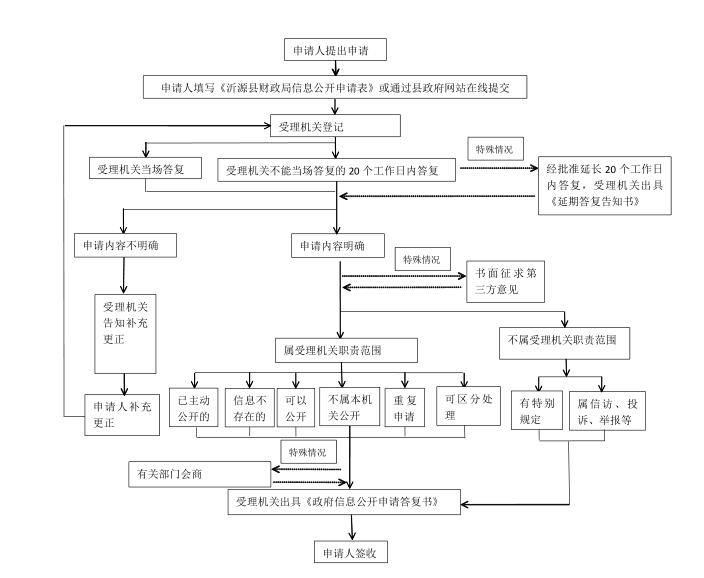 申请人提出申请
申请人填写《沂源县财政局信息公开申请表》或通过县政府网站在线提交
受理机关登记
特殊情况
受理机关当场答复
受理机关不能当场答复的 20 个工作日内答复
经批准延长 20 个工作日
内答复，受理机关出具
《延期答复告知书》
申请内容不明确
申请内容明确
特殊情况
书面征求第
三方意见
受理机关
告知补充
更正
属受理机关职责范围
不属受理机关职责范围
申请人补充
更正
已主动
公开的
信息不
存在的
可以
公开
不属本机
关公开
重复
申请
可区分处
理
有特别
规定
属信访、投
诉、举报等
特殊情况
有关部门会商
受理机关出具《政府信息公开申请答复书》
申请人签收